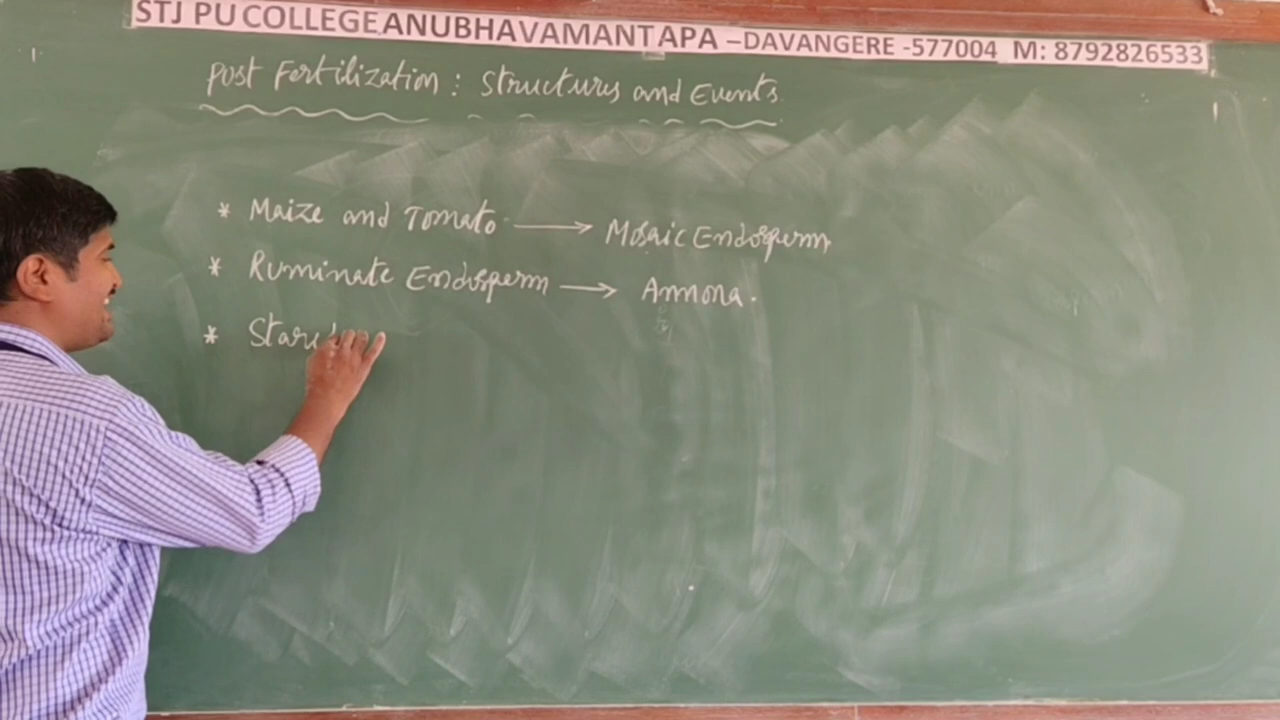 STJ PU COLLEGE ANUBHAVAMANTAPA –DAVANGERE -577004 M: 8792826533
Post Fertilization : Structures and Events
* Maize and Tomato → Mosaic Endosperm
* Ruminate Endosperm → Annona.
*